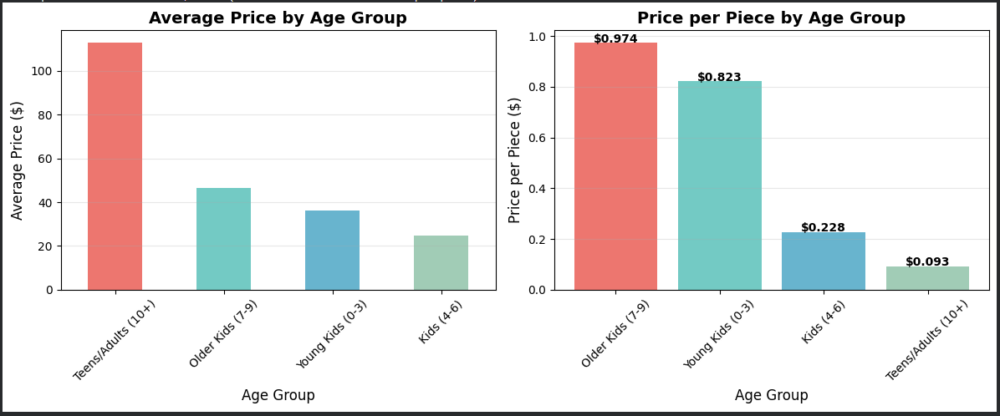 Average Price by Age Group
Average Price ($)
100
80
60
40
20
0
Teens/Adults (10+)
Older Kids (7-9)
Young Kids (0-3)
Kids (4-6)
Age Group
Price per Piece by Age Group
Price per Piece ($)
1.0
0.8
0.6
0.4
0.2
0.0
$0.974
$0.823
$0.228
$0.093
Older Kids (7-9)
Young Kids (0-3)
Kids (4-6)
Teens/Adults (10+)
Age Group